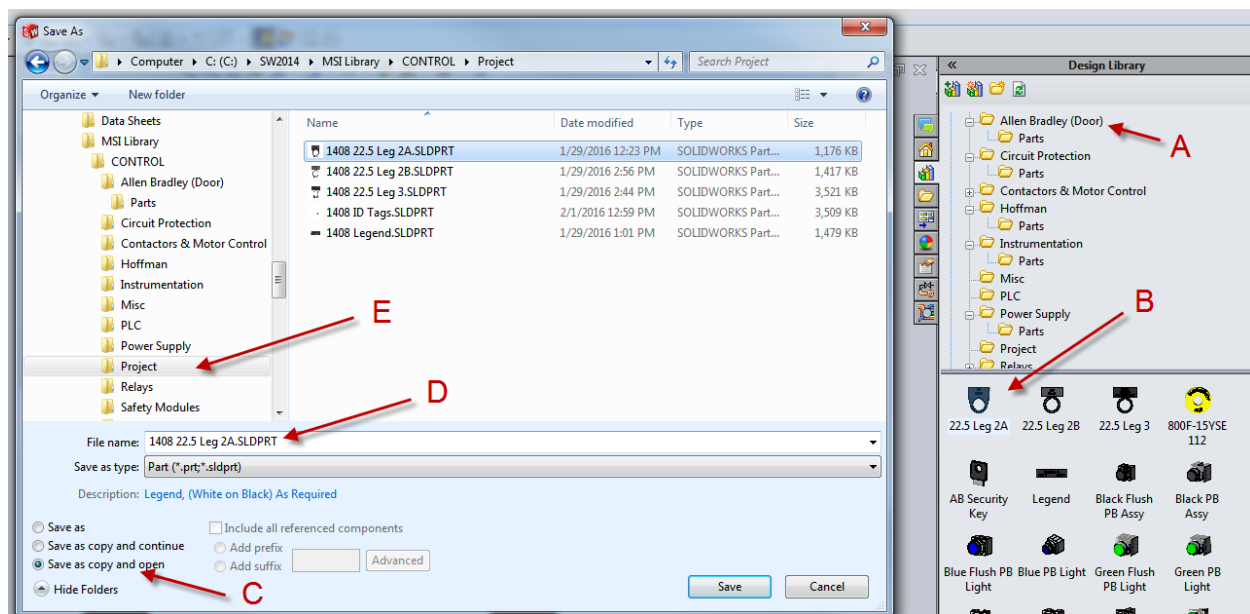 Save As
Computer ▸ C: (C:) ▸ SW2014 ▸ MSI Library ▸ CONTROL ▸ Project
Search Project
Organize New folder
Data Sheets
MSI Library
CONTROL
Allen Bradley (Door)
Parts
Circuit Protection
Contactors & Motor Control
Hoffman
Instrumentation
Misc
PLC
Power Supply
Project
Relays
Safety Modules
Name Date modified Type Size
1408 22.5 Leg 2A.SLDPRT 1/29/2016 12:23 PM SOLIDWORKS Part... 1,176 KB
1408 22.5 Leg 2B.SLDPRT 1/29/2016 2:56 PM SOLIDWORKS Part... 1,417 KB
1408 22.5 Leg 3.SLDPRT 1/29/2016 2:44 PM SOLIDWORKS Part... 3,521 KB
1408 ID Tags.SLDPRT 2/1/2016 12:59 PM SOLIDWORKS Part... 3,509 KB
1408 Legend.SLDPRT 1/29/2016 1:01 PM SOLIDWORKS Part... 1,479 KB
E
D
File name: 1408 22.5 Leg 2A.SLDPRT
Save as type: Part (*.prt;*.sldprt)
Description: Legend, (White on Black) As Required
Save as
Save as copy and continue
Save as copy and open
Include all referenced components
Add prefix
Add suffix
Advanced
C
Hide Folders
Save Cancel
Design Library
Allen Bradley (Door)
Parts
A
Circuit Protection
Parts
Contactors & Motor Control
Hoffman
Parts
Instrumentation
Parts
Misc
PLC
B
Power Supply
Parts
Project
Relays
22.5 Leg 2A 22.5 Leg 2B 22.5 Leg 3 800F-15YSE
112
AB Security Legend Black Flush Black PB
Key PB Assy Assy
Blue Flush PB Blue PB Light Green Flush Green PB
Light PB Light Light